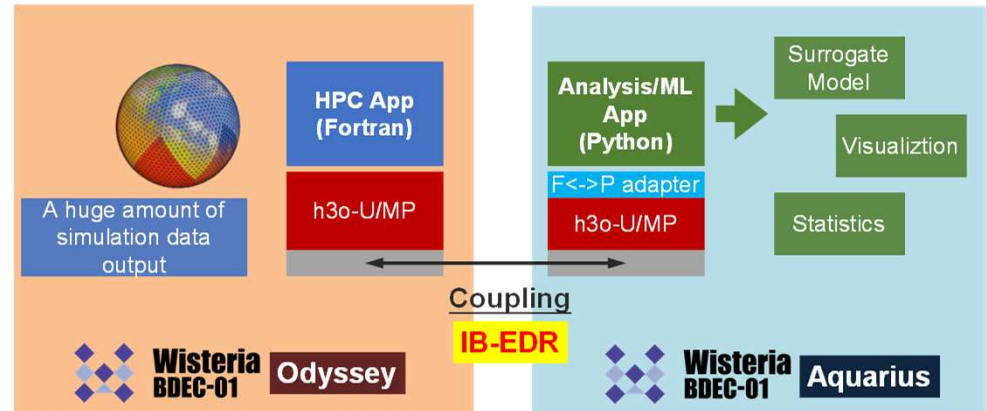 HPC App
(Fortran)
h3o-U/MP
A huge amount of
simulation data
output
Analysis/ML
App
(Python)
F<->P adapter
h3o-U/MP
Surrogate
Model
Visualiztion
Statistics
Coupling
IB-EDR
Wisteria
BDEC-01
Odyssey
Wisteria
BDEC-01
Aquarius